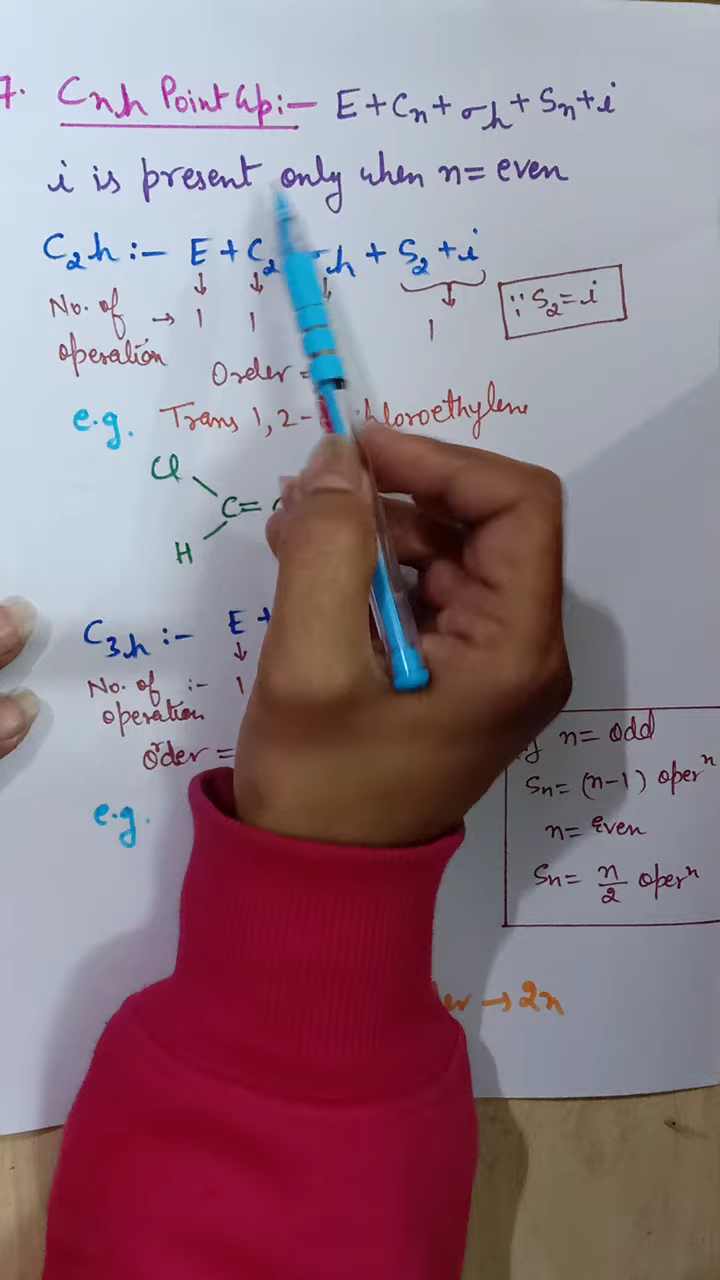 7. Cnh Point Gp:- E + Cn + σh + Sn + i
i is present only when n = even
C2h :- E + C2 σh + S2 + i
↓ ↓ ↓ ↓
No. of operation → 1 1 1
∵ S2 = i
Order =
e.g. Trans 1,2-
Cl
C =
H
C3h :- E +
↓
No. of operation :- 1
Oder =
n = odd
Sn = (n-1) operⁿ
n = Even
Sn = n/2 operⁿ
e.g.
→ 2n